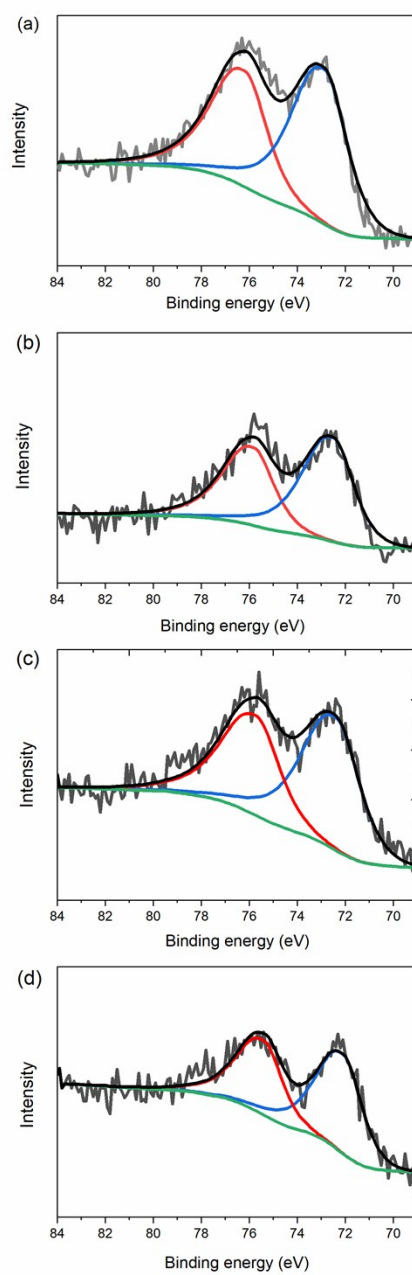 (a)
Intensity
84 82 80 78 76 74 72 70
Binding energy (eV)
(b)
Intensity
84 82 80 78 76 74 72 70
Binding energy (eV)
(c)
Intensity
84 82 80 78 76 74 72 70
Binding energy (eV)
(d)
Intensity
84 82 80 78 76 74 72 70
Binding energy (eV)